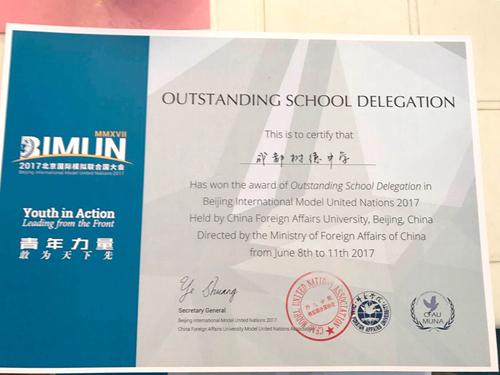 MMXVII
BIMUN
2017北京国际模拟联合国大会
Beijing International Model United Nations 2017
Youth in Action
Leading from the Front
青年力量
敢为天下先
OUTSTANDING SCHOOL DELEGATION
This is to certify that
成都树德中学
Has won the award of Outstanding School Delegation in
Beijing International Model United Nations 2017
Held by China Foreign Affairs University, Beijing, China
Directed by the Ministry of Foreign Affairs of China
from June 8th to 11th 2017
Ye Shuang
Secretary General
Beijing International Model United Nations 2017
China Foreign Affairs University Model United Nations Association
CFAU
MUNA